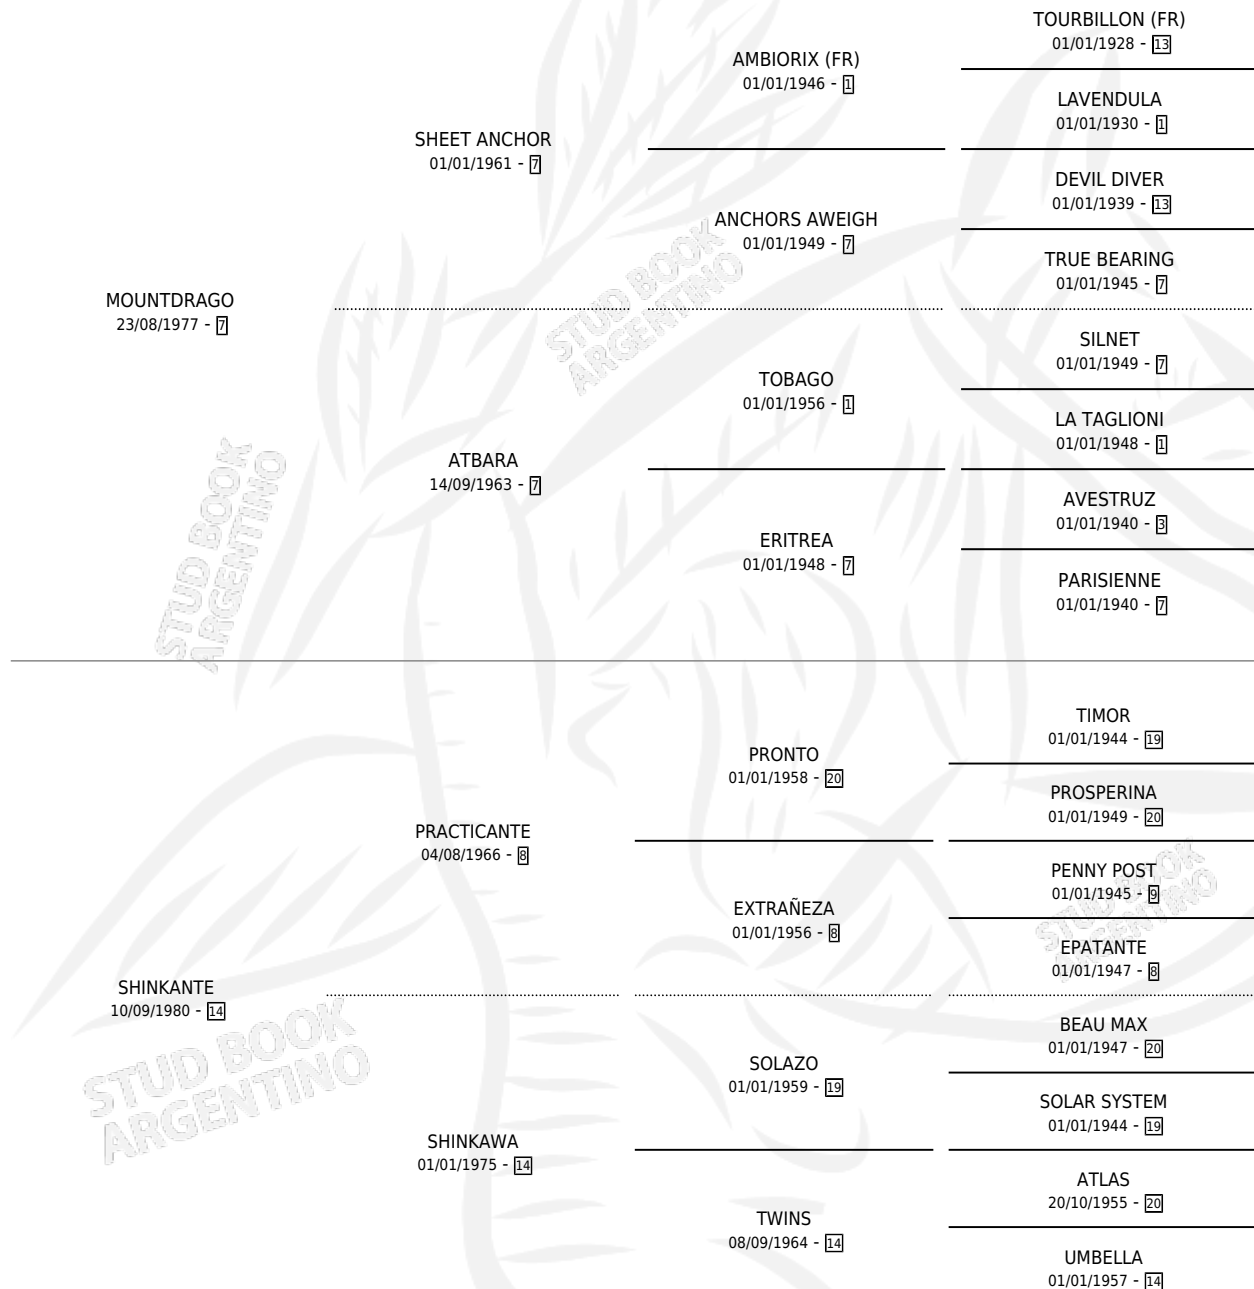 TOURBILLON (FR)
01/01/1928 - 13
AMBIORIX (FR)
01/01/1946 - 1
LAVENDULA
01/01/1930 - 1
SHEET ANCHOR
01/01/1961 - 7
DEVIL DIVER
01/01/1939 - 13
ANCHORS AWEIGH
01/01/1949 - 7
TRUE BEARING
01/01/1945 - 7
MOUNTDRAGO
23/08/1977 - 7
STUD BOOK
ARGENTINO
SILNET
01/01/1949 - 7
TOBAGO
01/01/1956 - 1
LA TAGLIONI
01/01/1948 - 1
ATBARA
14/09/1963 - 7
AVESTRUZ
01/01/1940 - 3
ERITREA
01/01/1948 - 7
PARISIENNE
01/01/1940 - 7
STUD BOOK
ARGENTINO
TIMOR
01/01/1944 - 19
PRONTO
01/01/1958 - 20
PROSPERINA
01/01/1949 - 20
PRACTICANTE
04/08/1966 - 8
PENNY POST
01/01/1945 - 9
EXTRAÑEZA
01/01/1956 - 8
EPATANTE
01/01/1947 - 8
STUD BOOK
ARGENTINO
SHINKANTE
10/09/1980 - 14
BEAU MAX
01/01/1947 - 20
SOLAZO
01/01/1959 - 19
SOLAR SYSTEM
01/01/1944 - 19
STUD BOOK
ARGENTINO
SHINKAWA
01/01/1975 - 14
ATLAS
20/10/1955 - 20
TWINS
08/09/1964 - 14
UMBELLA
01/01/1957 - 14